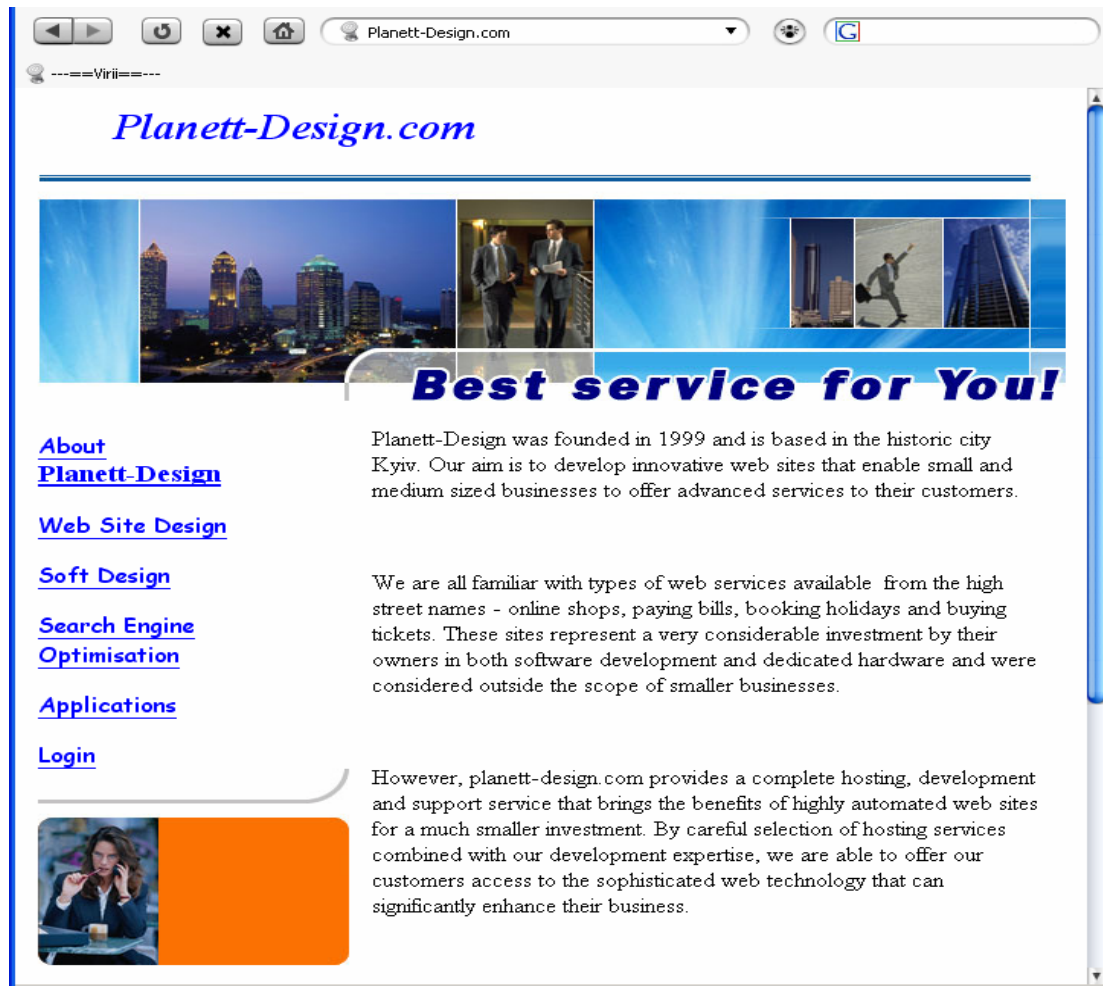 Planett-Design.com
G
---==Virii==---
Planett-Design.com
Best service for You!
About
Planett-Design
Web Site Design
Soft Design
Search Engine
Optimisation
Applications
Login
Planett-Design was founded in 1999 and is based in the historic city
Kyiv. Our aim is to develop innovative web sites that enable small and
medium sized businesses to offer advanced services to their customers.
We are all familiar with types of web services available from the high
street names - online shops, paying bills, booking holidays and buying
tickets. These sites represent a very considerable investment by their
owners in both software development and dedicated hardware and were
considered outside the scope of smaller businesses.
However, planett-design.com provides a complete hosting, development
and support service that brings the benefits of highly automated web sites
for a much smaller investment. By careful selection of hosting services
combined with our development expertise, we are able to offer our
customers access to the sophisticated web technology that can
significantly enhance their business.